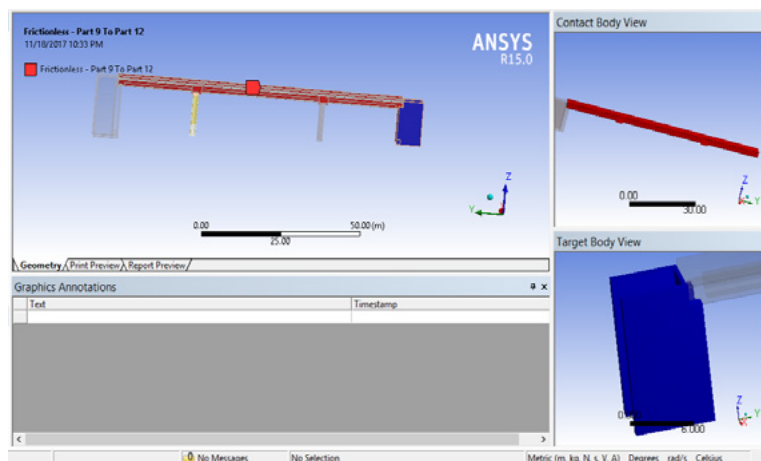 Frictionless - Part 9 To Part 12
11/18/2017 10:33 PM
Frictionless - Part 9 To Part 12
ANSYS
R15.0
Z
Y
0.00
50.00 (m)
25.00
Geometry
Print Preview
Report Preview
Graphics Annotations
Text
Timestamp
No Messages
No Selection
Metric (m, kg, N, s, V, A)
Degrees
rad/s
Celsius
Contact Body View
0.00
30.00
Z
Y
Target Body View
6.000
Z
Y